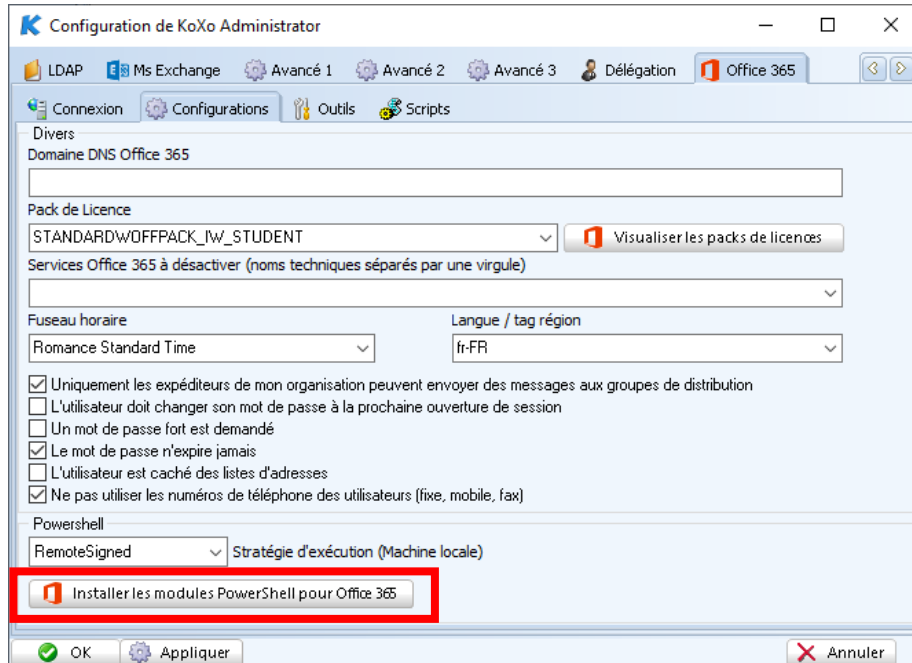 Configuration de KoXo Administrator
LDAP Ms Exchange Avancé 1 Avancé 2 Avancé 3 Délégation Office 365
Connexion Configurations Outils Scripts
Divers
Domaine DNS Office 365
Pack de Licence
STANDARDWOFFPACK_IW_STUDENT Visualiser les packs de licences
Services Office 365 à désactiver (noms techniques séparés par une virgule)
Fuseau horaire Langue / tag région
Romance Standard Time fr-FR
Uniquement les expéditeurs de mon organisation peuvent envoyer des messages aux groupes de distribution
L'utilisateur doit changer son mot de passe à la prochaine ouverture de session
Un mot de passe fort est demandé
Le mot de passe n'expire jamais
L'utilisateur est caché des listes d'adresses
Ne pas utiliser les numéros de téléphone des utilisateurs (fixe, mobile, fax)
Powershell
RemoteSigned Stratégie d'exécution (Machine locale)
Installer les modules PowerShell pour Office 365
OK Appliquer Annuler